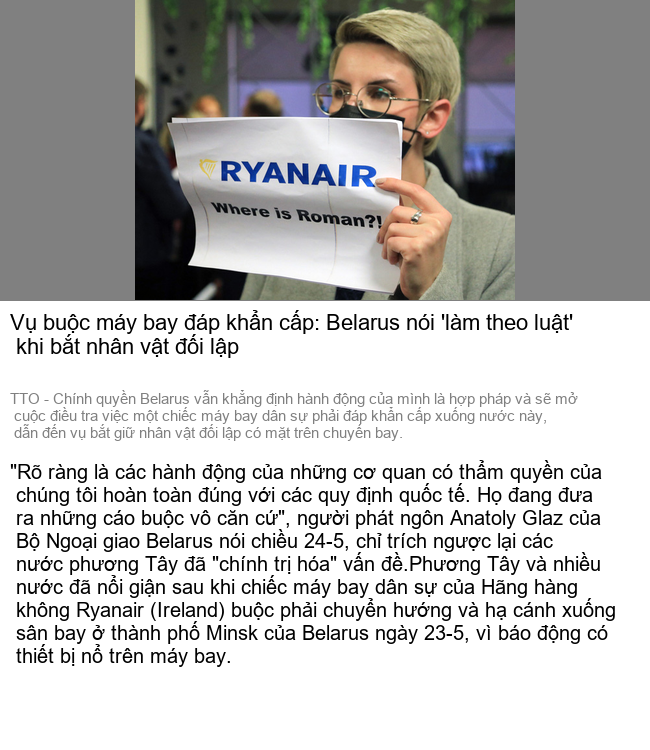 RYANAIR
Where is Roman?!
Vụ buộc máy bay đáp khẩn cấp: Belarus nói 'làm theo luật'
khi bắt nhân vật đối lập
TTO - Chính quyền Belarus vẫn khẳng định hành động của mình là hợp pháp và sẽ mở
cuộc điều tra việc một chiếc máy bay dân sự phải đáp khẩn cấp xuống nước này,
dẫn đến vụ bắt giữ nhân vật đối lập có mặt trên chuyến bay.
"Rõ ràng là các hành động của những cơ quan có thẩm quyền của
chúng tôi hoàn toàn đúng với các quy định quốc tế. Họ đang đưa
ra những cáo buộc vô căn cứ", người phát ngôn Anatoly Glaz của
Bộ Ngoại giao Belarus nói chiều 24-5, chỉ trích ngược lại các
nước phương Tây đã "chính trị hóa" vấn đề.Phương Tây và nhiều
nước đã nổi giận sau khi chiếc máy bay dân sự của Hãng hàng
không Ryanair (Ireland) buộc phải chuyển hướng và hạ cánh xuống
sân bay ở thành phố Minsk của Belarus ngày 23-5, vì báo động có
thiết bị nổ trên máy bay.